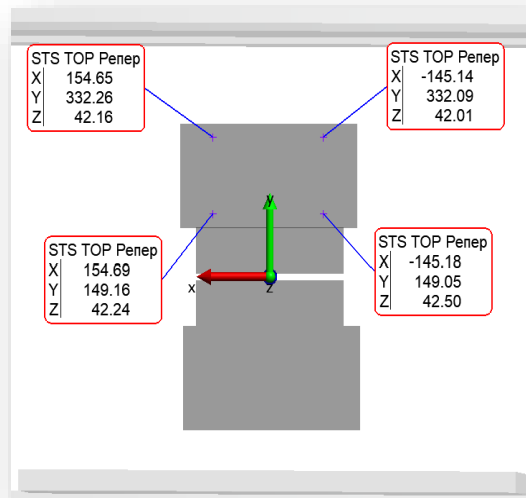 STS TOP Репер
X 154.65
Y 332.26
Z 42.16
STS TOP Репер
X -145.14
Y 332.09
Z 42.01
y
STS TOP Репер
X 154.69
Y 149.16
Z 42.24
x
z
STS TOP Репер
X -145.18
Y 149.05
Z 42.50